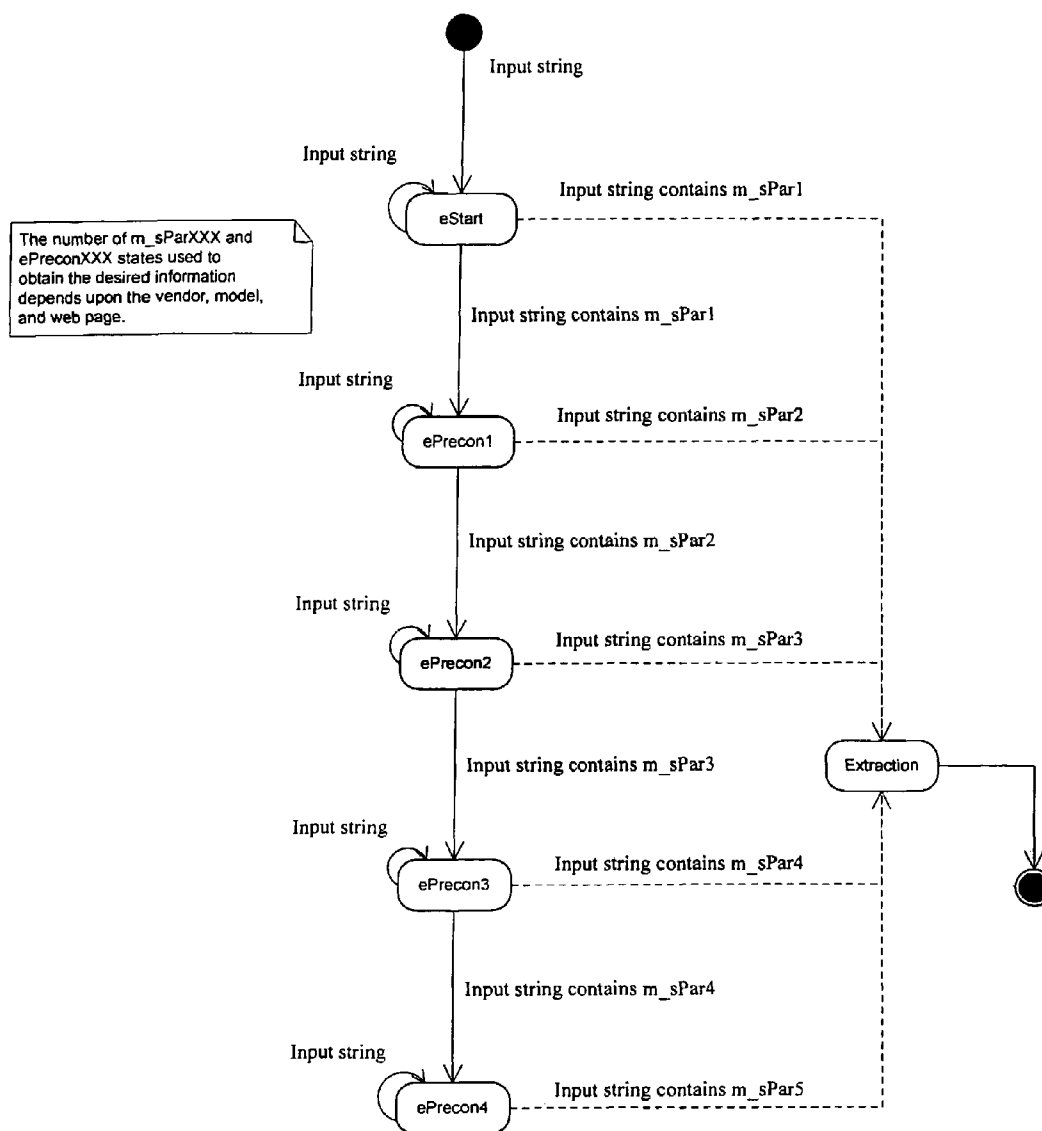 Input string
Input string
Input string contains m_sPar1
eStart
The number of m_sParXXX and
ePreconXXX states used to
obtain the desired information
depends upon the vendor, model,
and web page.
Input string contains m_sPar1
Input string
Input string contains m_sPar2
ePrecon1
Input string contains m_sPar2
Input string
Input string contains m_sPar3
ePrecon2
Input string contains m_sPar3
Extraction
Input string
Input string contains m_sPar4
ePrecon3
Input string contains m_sPar4
Input string
Input string contains m_sPar5
ePrecon4